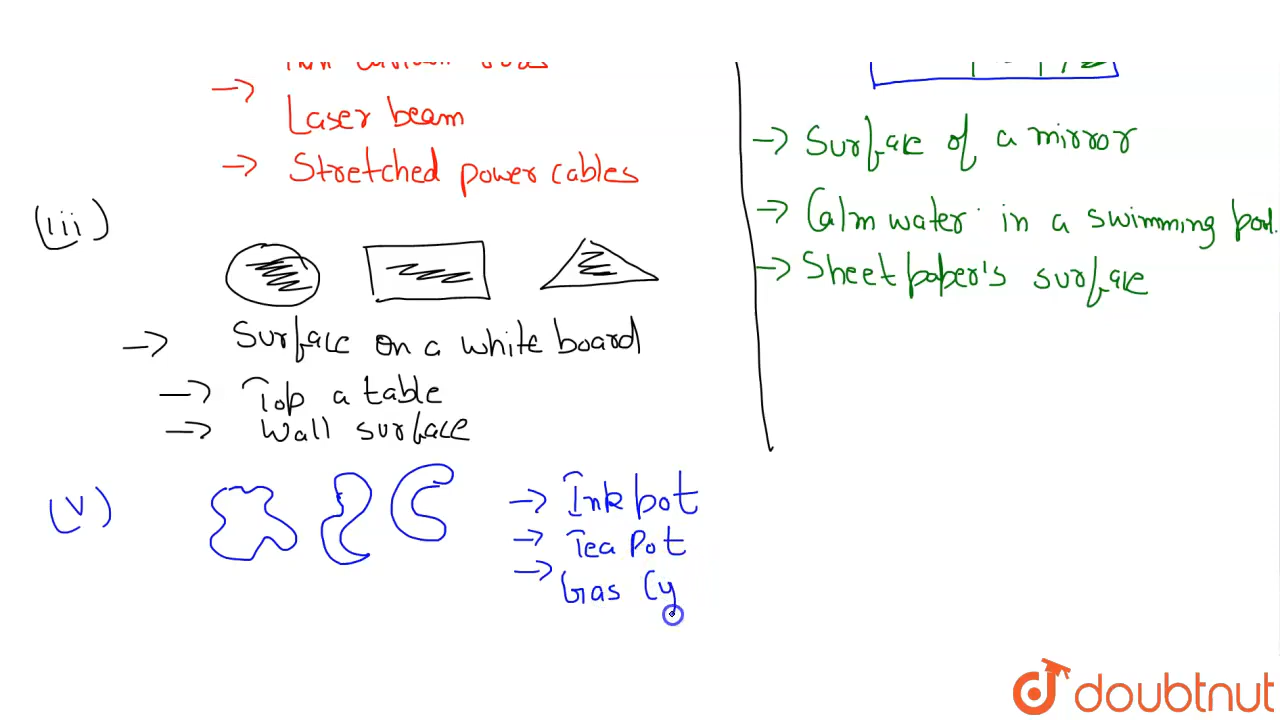 →
Laser beam
→ Stretched power cables
(iii)
→ Surface on a white board
→ Top a table
→ Wall surface
(v)
→ Ink pot
→ Tea Pot
→ Gas Cy
→ Surface of a mirror
→ Calm water in a swimming pool.
→ Sheet paper's surface
doubtnut